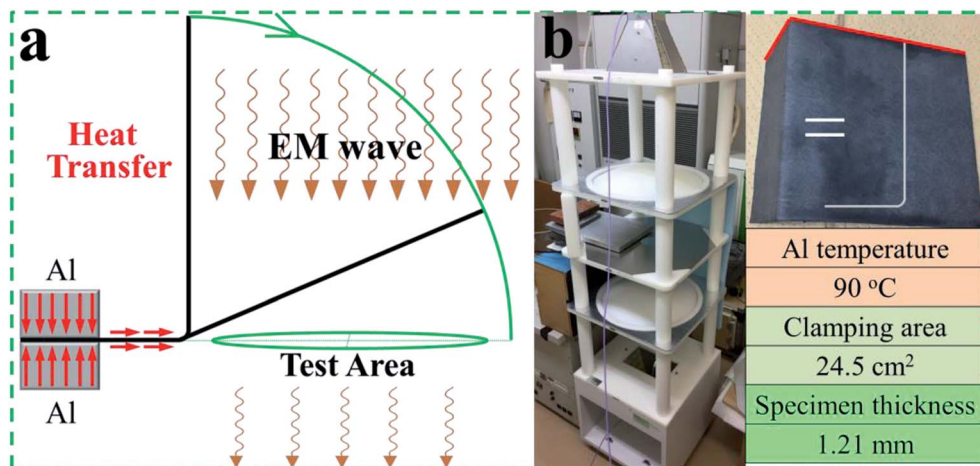 a
Heat
Transfer
EM wave
Al
Test Area
Al
b
Al temperature
90 °C
Clamping area
24.5 cm²
Specimen thickness
1.21 mm